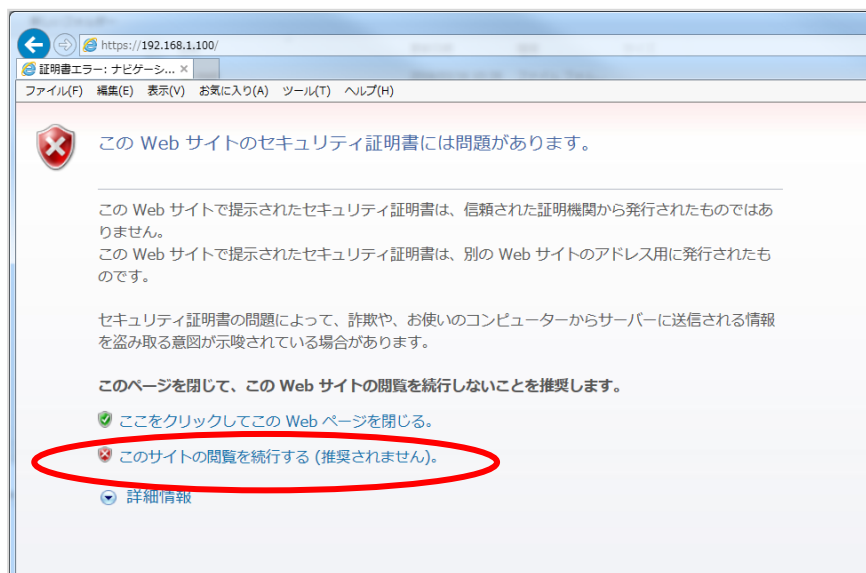 https://192.168.1.100/
証明書エラー: ナビゲーシ... ×
ファイル(F) 編集(E) 表示(V) お気に入り(A) ツール(T) ヘルプ(H)
この Web サイトのセキュリティ証明書には問題があります。
この Web サイトで提示されたセキュリティ証明書は、信頼された証明機関から発行されたものではあ
りません。
この Web サイトで提示されたセキュリティ証明書は、別の Web サイトのアドレス用に発行されたも
のです。
セキュリティ証明書の問題によって、詐欺や、お使いのコンピューターからサーバーに送信される情報
を盗み取る意図が示唆されている場合があります。
このページを閉じて、この Web サイトの閲覧を続行しないことを推奨します。
ここをクリックしてこの Web ページを閉じる。
このサイトの閲覧を続行する (推奨されません)。
詳細情報